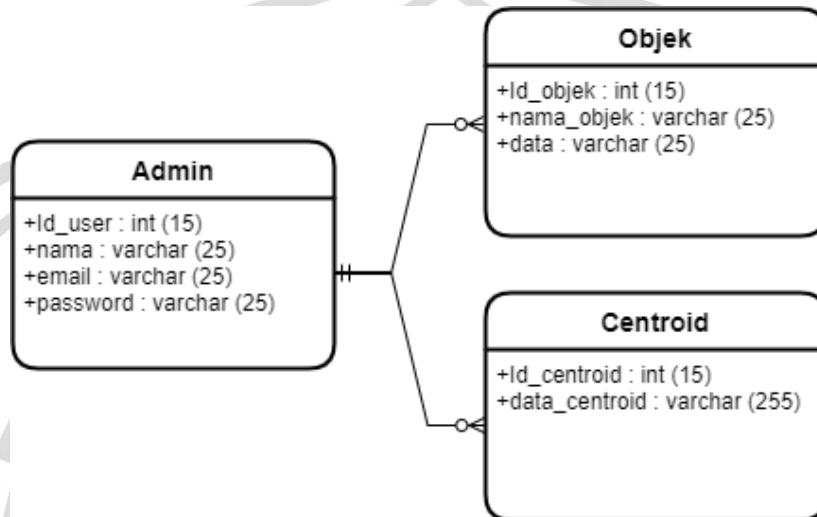 Admin
+Id_user : int (15)
+nama : varchar (25)
+email : varchar (25)
+password : varchar (25)
Objek
+Id_objek : int (15)
+nama_objek : varchar (25)
+data : varchar (25)
Centroid
+Id_centroid : int (15)
+data_centroid : varchar (255)